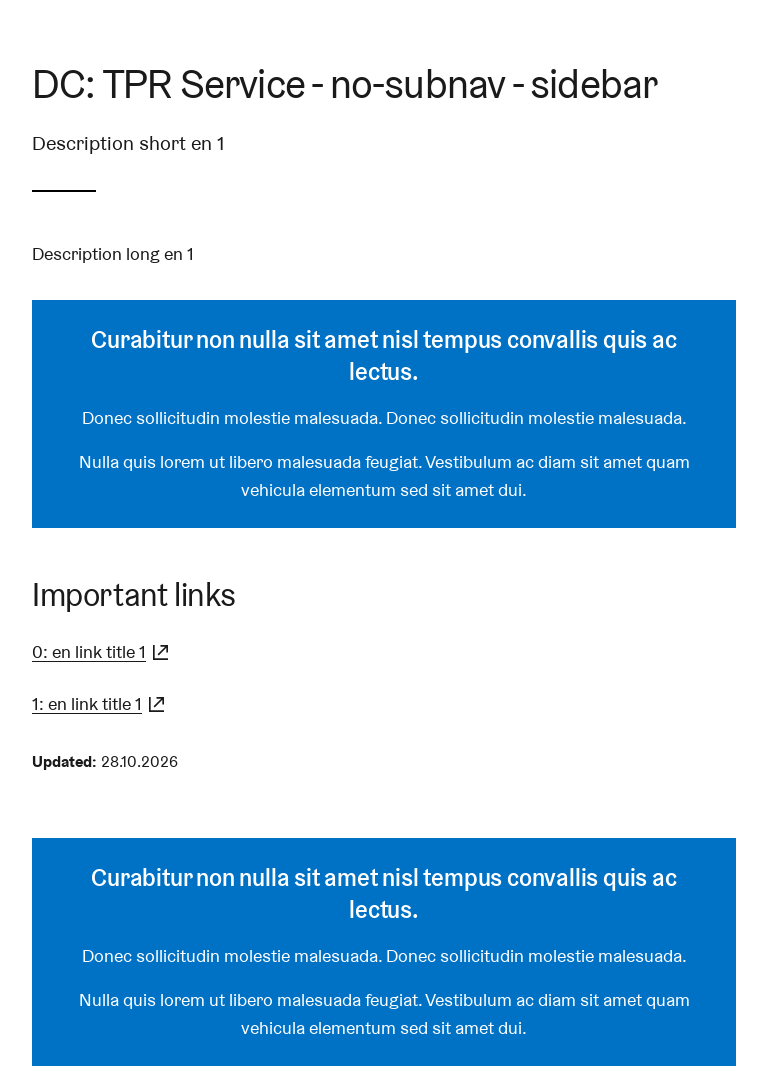 DC: TPR Service - no-subnav - sidebar
Description short en 1
Description long en 1
Curabitur non nulla sit amet nisl tempus convallis quis ac
lectus.
Donec sollicitudin molestie malesuada. Donec sollicitudin molestie malesuada.
Nulla quis lorem ut libero malesuada feugiat. Vestibulum ac diam sit amet quam
vehicula elementum sed sit amet dui.
Important links
0: en link title 1
1: en link title 1
Updated: 28.10.2026
Curabitur non nulla sit amet nisl tempus convallis quis ac
lectus.
Donec sollicitudin molestie malesuada. Donec sollicitudin molestie malesuada.
Nulla quis lorem ut libero malesuada feugiat. Vestibulum ac diam sit amet quam
vehicula elementum sed sit amet dui.